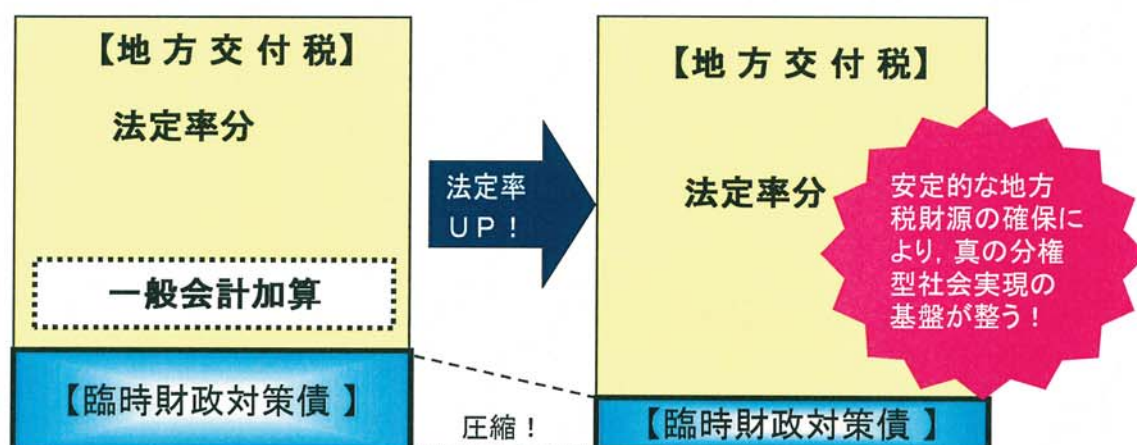 【地方交付税】
法定率分
一般会計加算
【臨時財政対策債】
法定率
UP!
圧縮!
【地方交付税】
法定率分
安定的な地方
税財源の確保に
より,真の分権
型社会実現の
基盤が整う!
【臨時財政対策債】